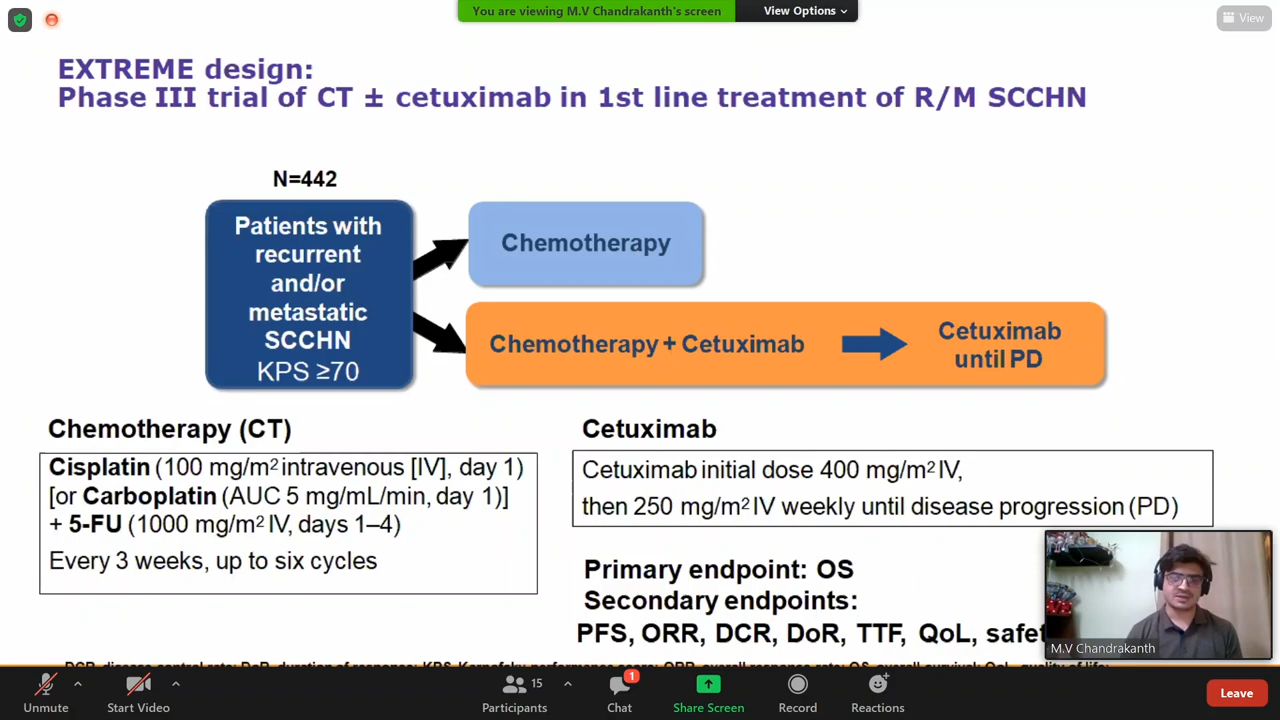 You are viewing M.V Chandrakanth's screen
View Options
View
EXTREME design:
Phase III trial of CT ± cetuximab in 1st line treatment of R/M SCCHN
N=442
Patients with
recurrent
and/or
metastatic
SCCHN
KPS ≥70
Chemotherapy
Chemotherapy + Cetuximab
Cetuximab
until PD
Chemotherapy (CT)
Cisplatin (100 mg/m² intravenous [IV], day 1)
[or Carboplatin (AUC 5 mg/mL/min, day 1)]
+ 5-FU (1000 mg/m² IV, days 1–4)
Every 3 weeks, up to six cycles
Cetuximab
Cetuximab initial dose 400 mg/m² IV,
then 250 mg/m² IV weekly until disease progression (PD)
Primary endpoint: OS
Secondary endpoints:
PFS, ORR, DCR, DoR, TTF, QoL,
M.V Chandrakanth
Unmute
Start Video
15
Participants
1
Chat
Share Screen
Record
Reactions
Leave